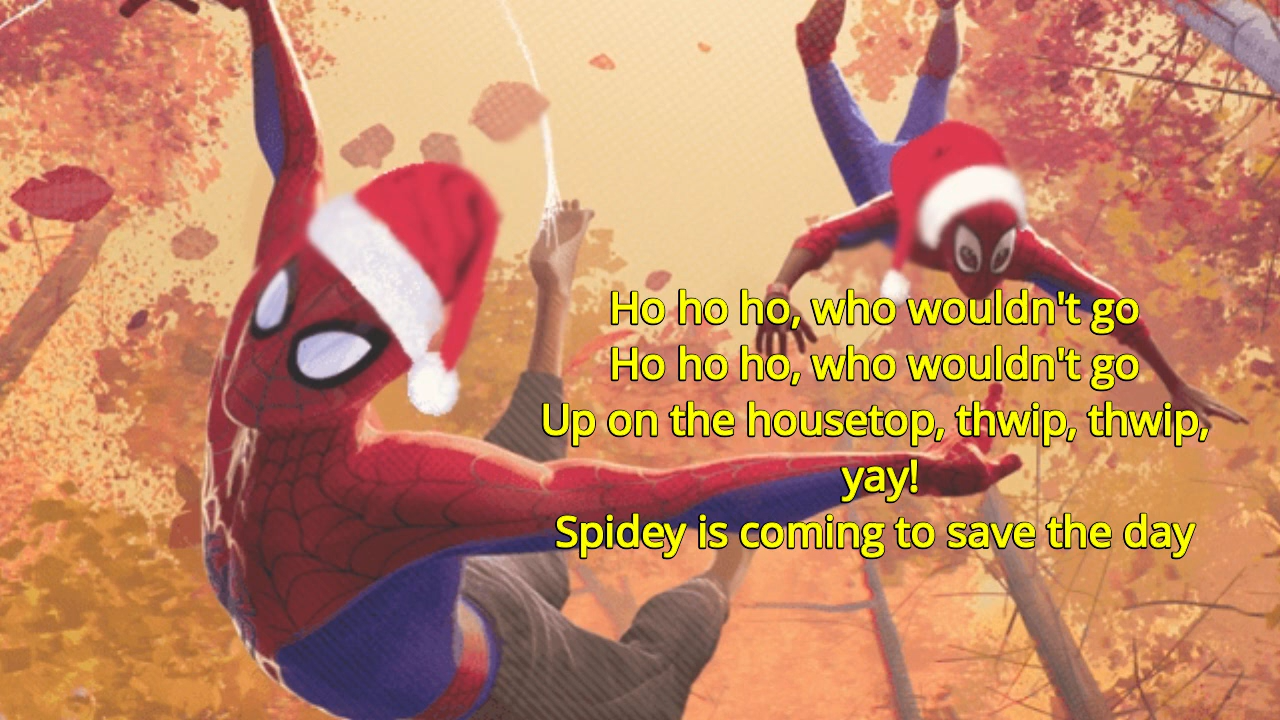 Ho ho ho, who wouldn't go
Ho ho ho, who wouldn't go
Up on the housetop, thwip, thwip,
yay!
Spidey is coming to save the day